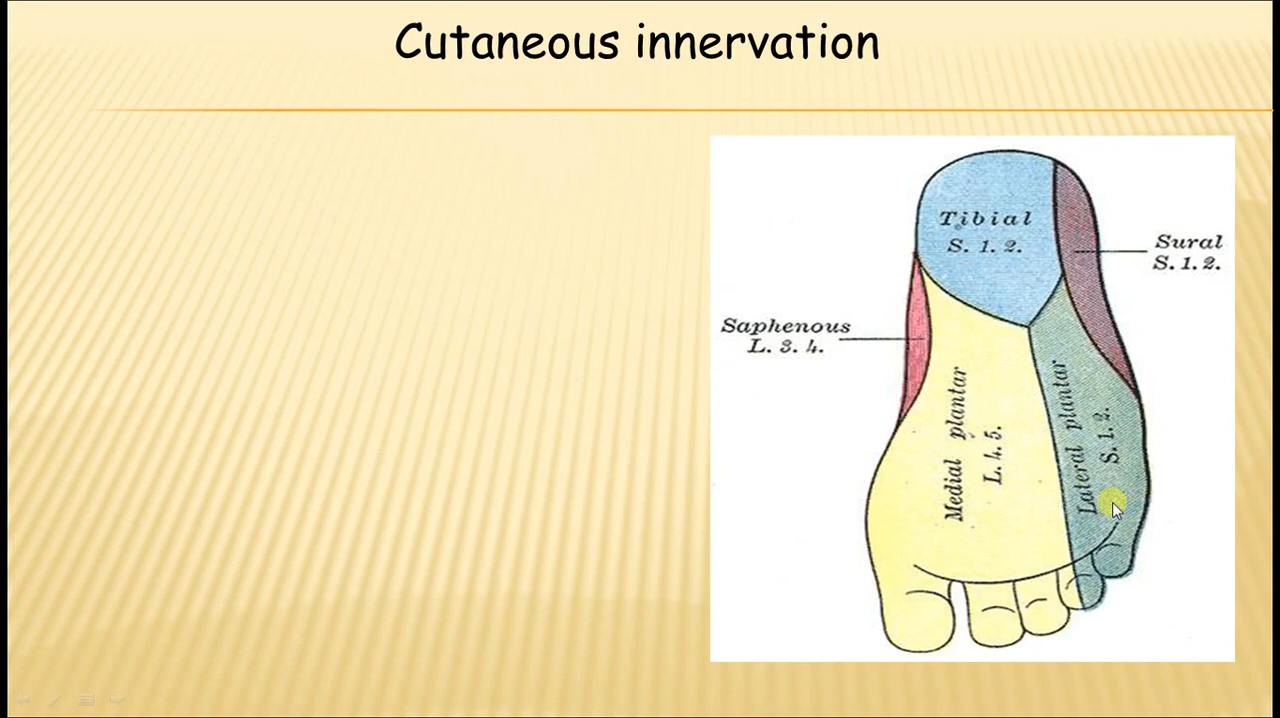 Cutaneous innervation
Tibial
S. 1. 2.
Sural
S. 1. 2.
Saphenous
L. 3. 4.
Medial plantar
L. 4. 5.
Lateral plantar
S. 1. 2.